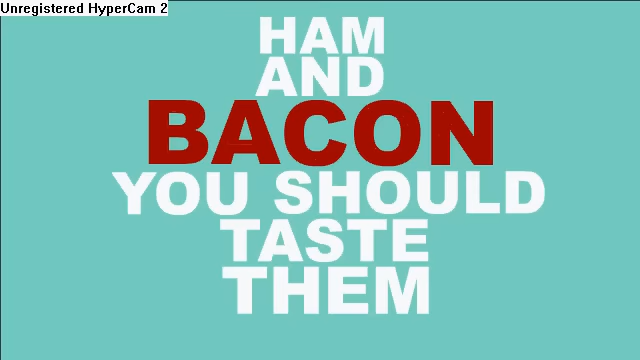 Unregistered HyperCam 2
HAM
AND
BACON
YOU SHOULD
TASTE
THEM